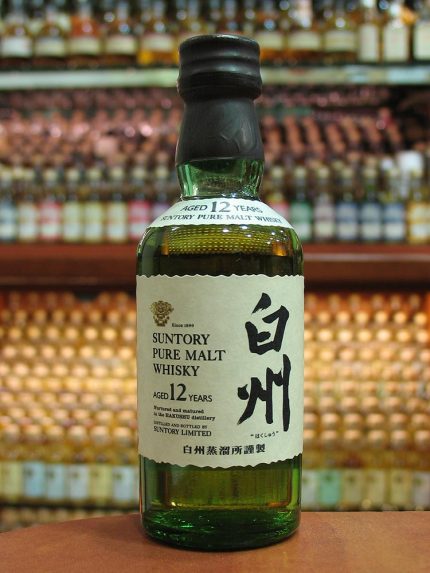 AGED 12 YEARS
SUNTORY PURE MALT WHISKY
Since 1899
SUNTORY
PURE MALT
WHISKY
AGED 12 YEARS
Nurtured and matured
in the HAKUSHU distillery
DISTILLED AND BOTTLED BY
SUNTORY LIMITED
白州
"はくしゅう"
白州蒸溜所謹製